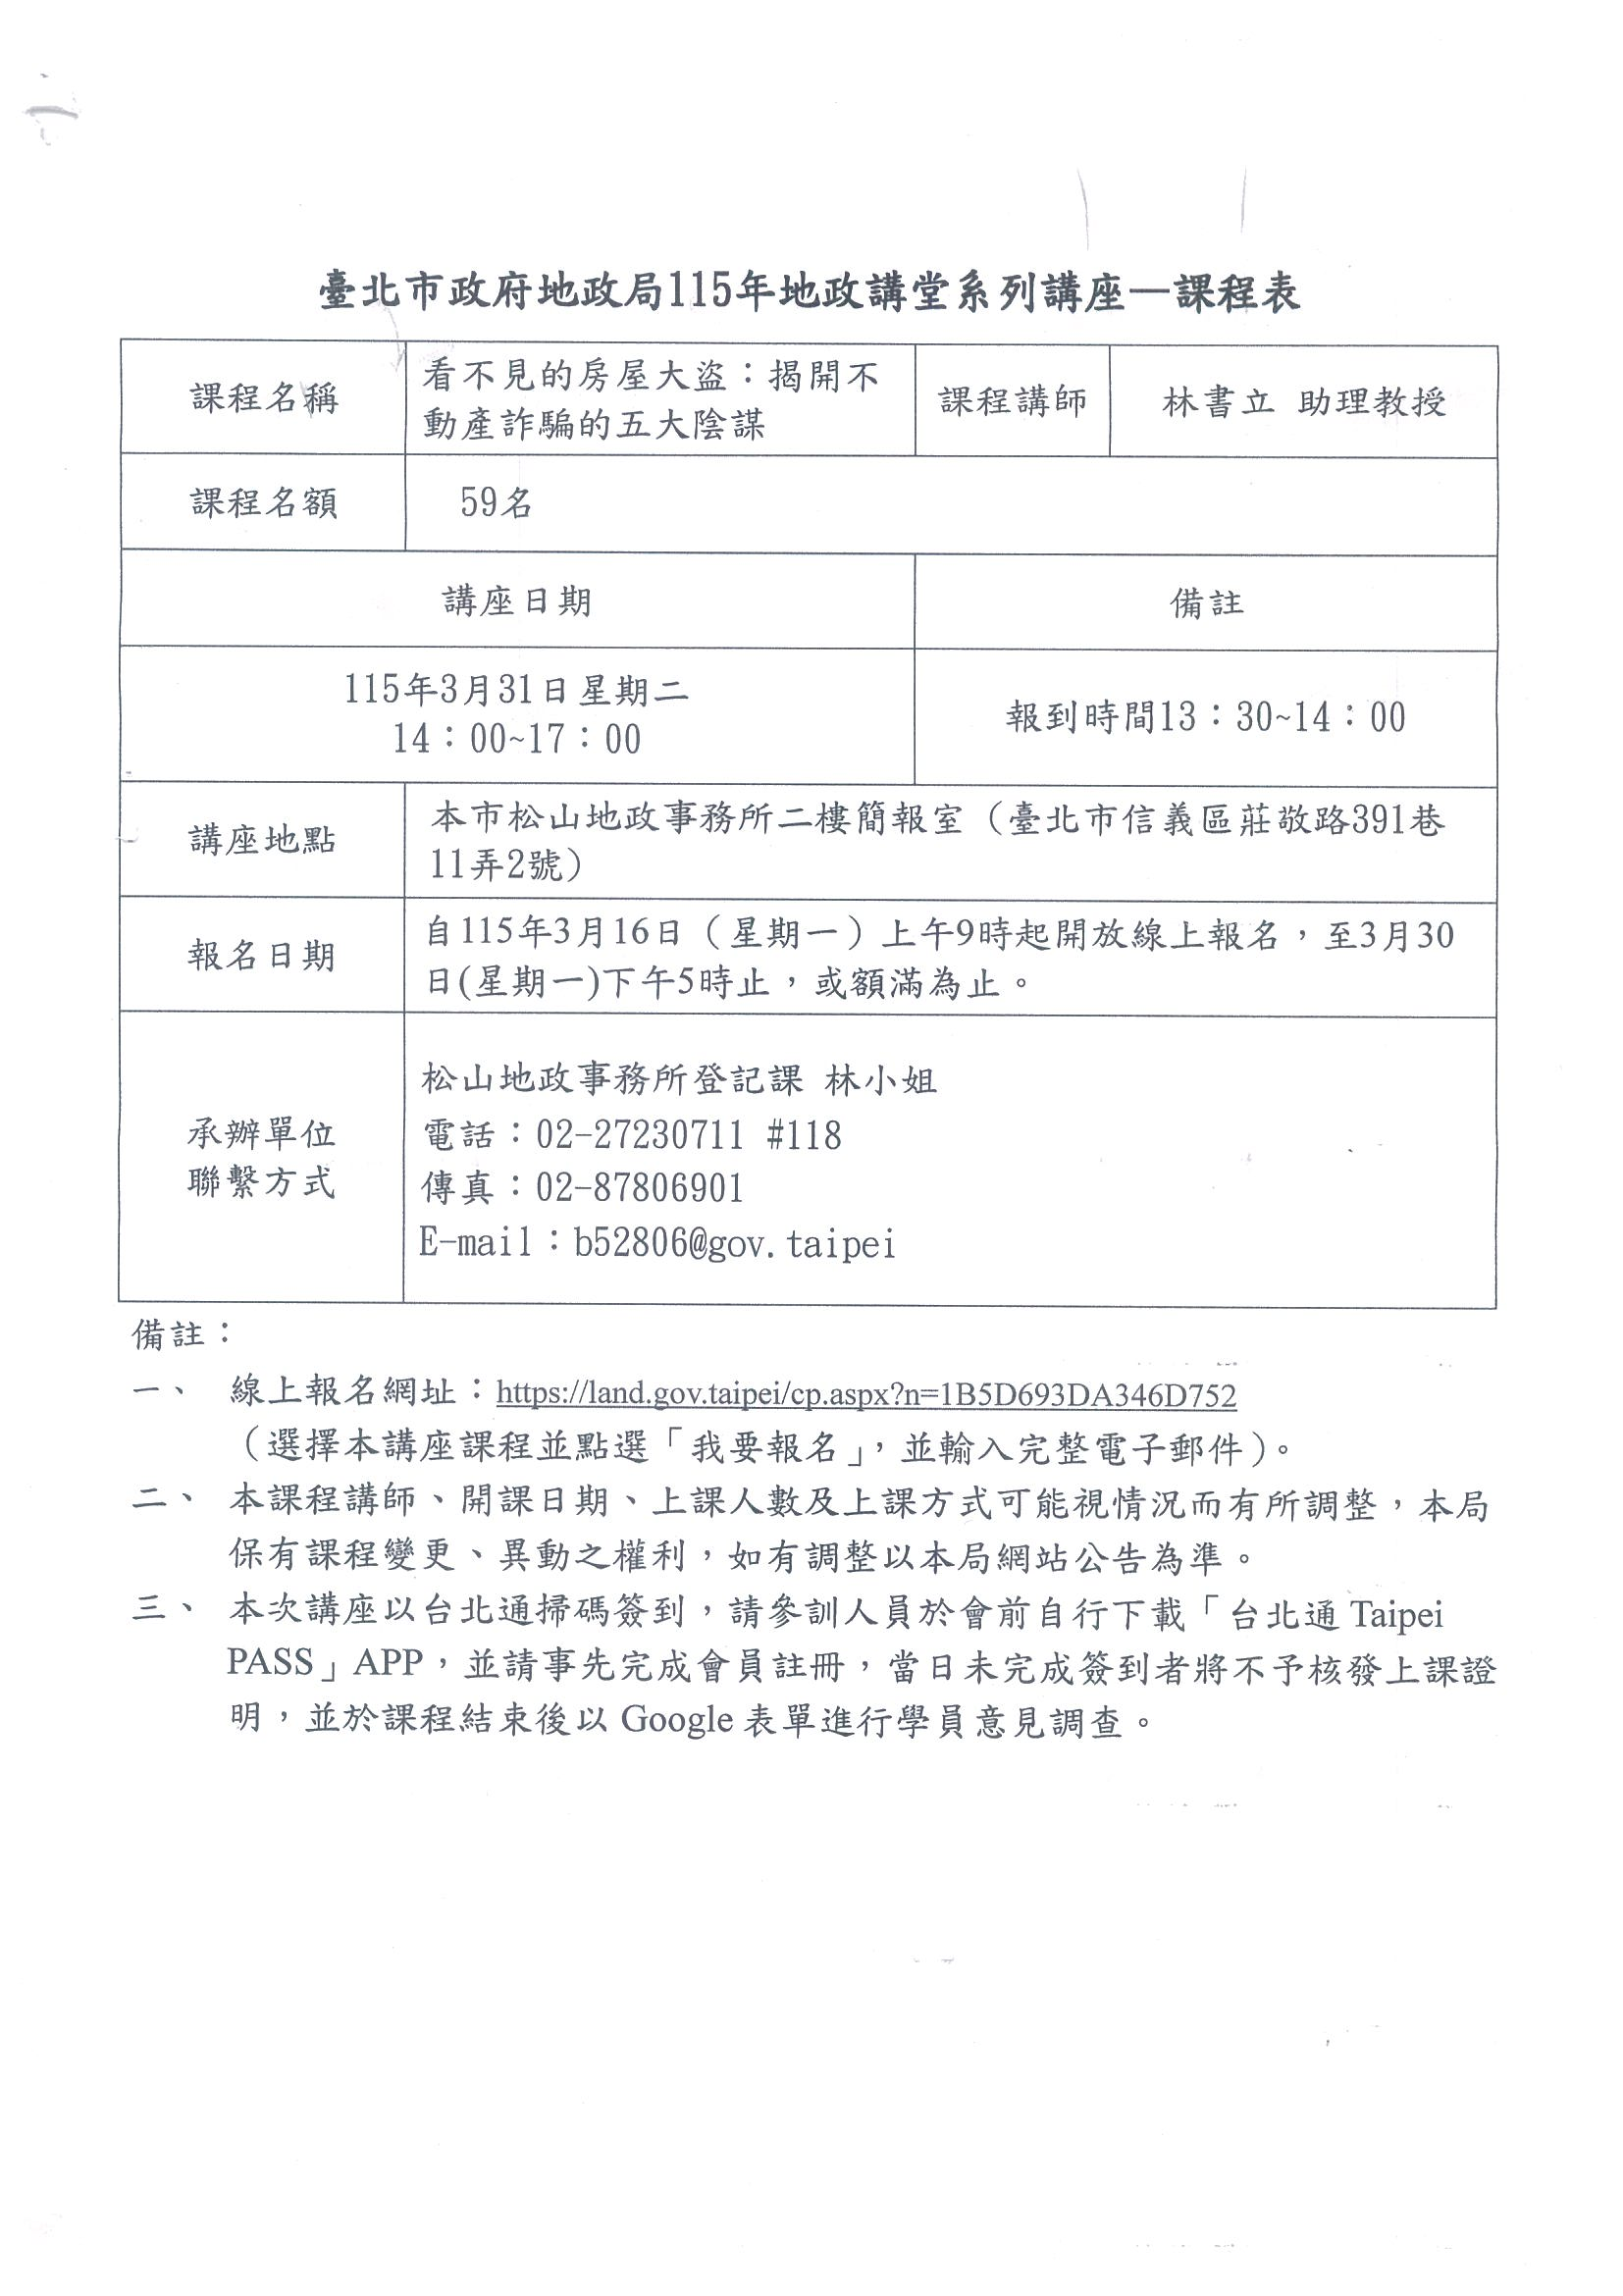 臺北市政府地政局115年地政講堂系列講座—課程表
課程名稱
看不見的房屋大盜：揭開不
動產詐騙的五大陰謀
課程講師
林書立 助理教授
課程名額
59名
講座日期
備註
115年3月31日星期二
14：00~17：00
報到時間13：30~14：00
講座地點
本市松山地政事務所二樓簡報室（臺北市信義區莊敬路391巷
11弄2號）
報名日期
自115年3月16日（星期一）上午9時起開放線上報名，至3月30
日(星期一)下午5時止，或額滿為止。
承辦單位
聯繫方式
松山地政事務所登記課 林小姐
電話：02-27230711 #118
傳真：02-87806901
E-mail：b52806@gov.taipei
備註：
一、 線上報名網址：https://land.gov.taipei/cp.aspx?n=1B5D693DA346D752
（選擇本講座課程並點選「我要報名」，並輸入完整電子郵件）。
二、 本課程講師、開課日期、上課人數及上課方式可能視情況而有所調整，本局
保有課程變更、異動之權利，如有調整以本局網站公告為準。
三、 本次講座以台北通掃碼簽到，請參訓人員於會前自行下載「台北通 Taipei
PASS」APP，並請事先完成會員註冊，當日未完成簽到者將不予核發上課證
明，並於課程結束後以 Google 表單進行學員意見調查。